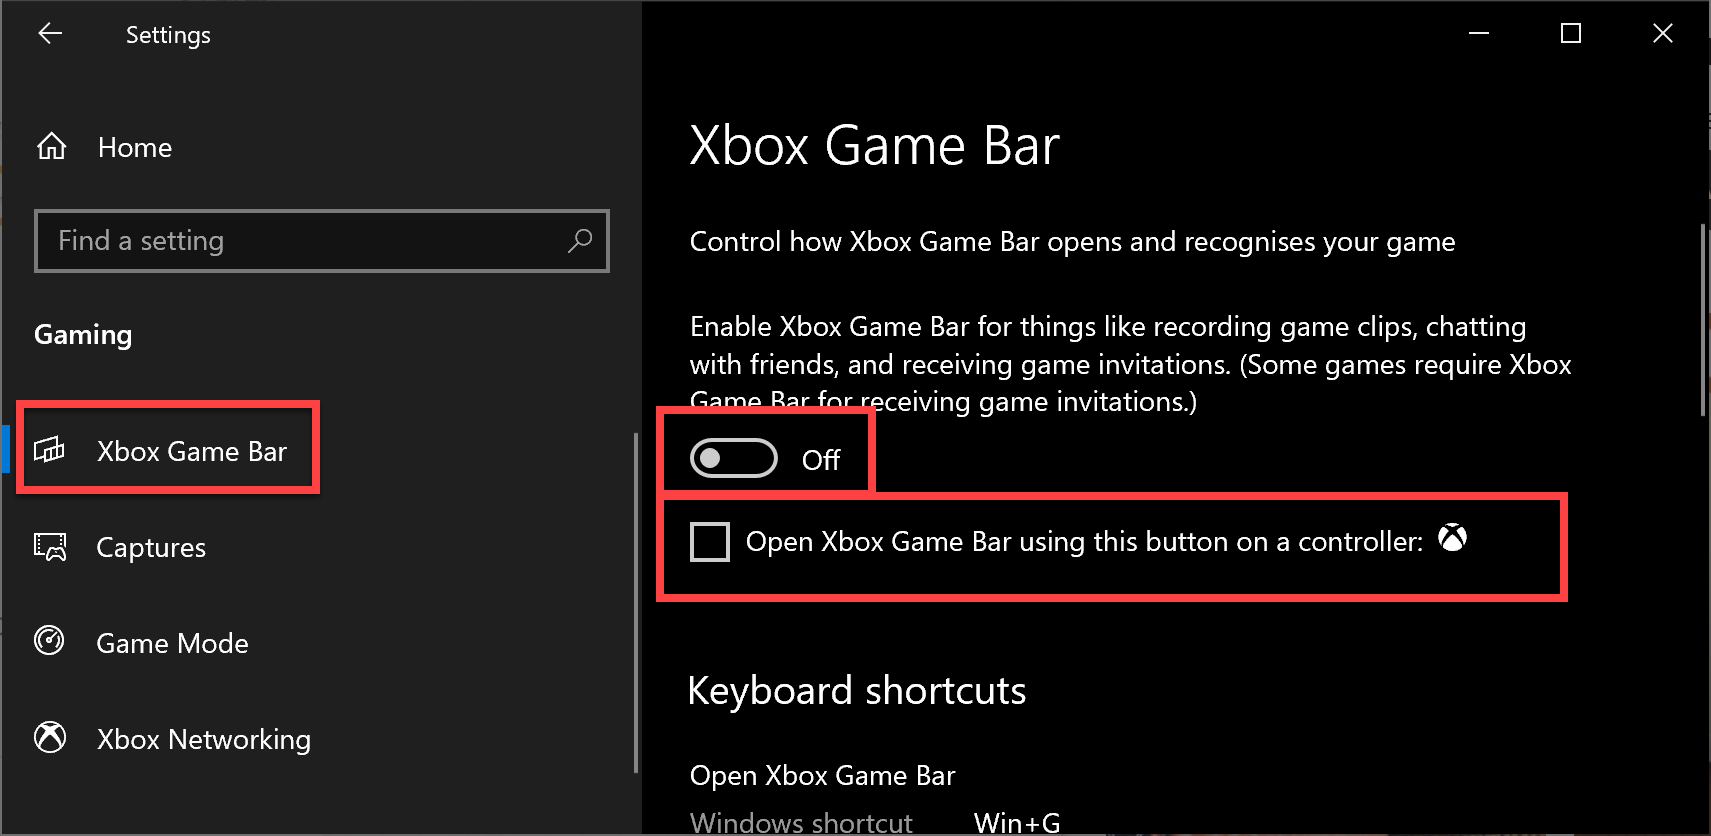 Settings
Home
Find a setting
Gaming
Xbox Game Bar
Captures
Game Mode
Xbox Networking
Xbox Game Bar
Control how Xbox Game Bar opens and recognises your game
Enable Xbox Game Bar for things like recording game clips, chatting
with friends, and receiving game invitations. (Some games require Xbox
Game Bar for receiving game invitations.)
Off
Open Xbox Game Bar using this button on a controller:
Keyboard shortcuts
Open Xbox Game Bar
Windows shortcut Win+G